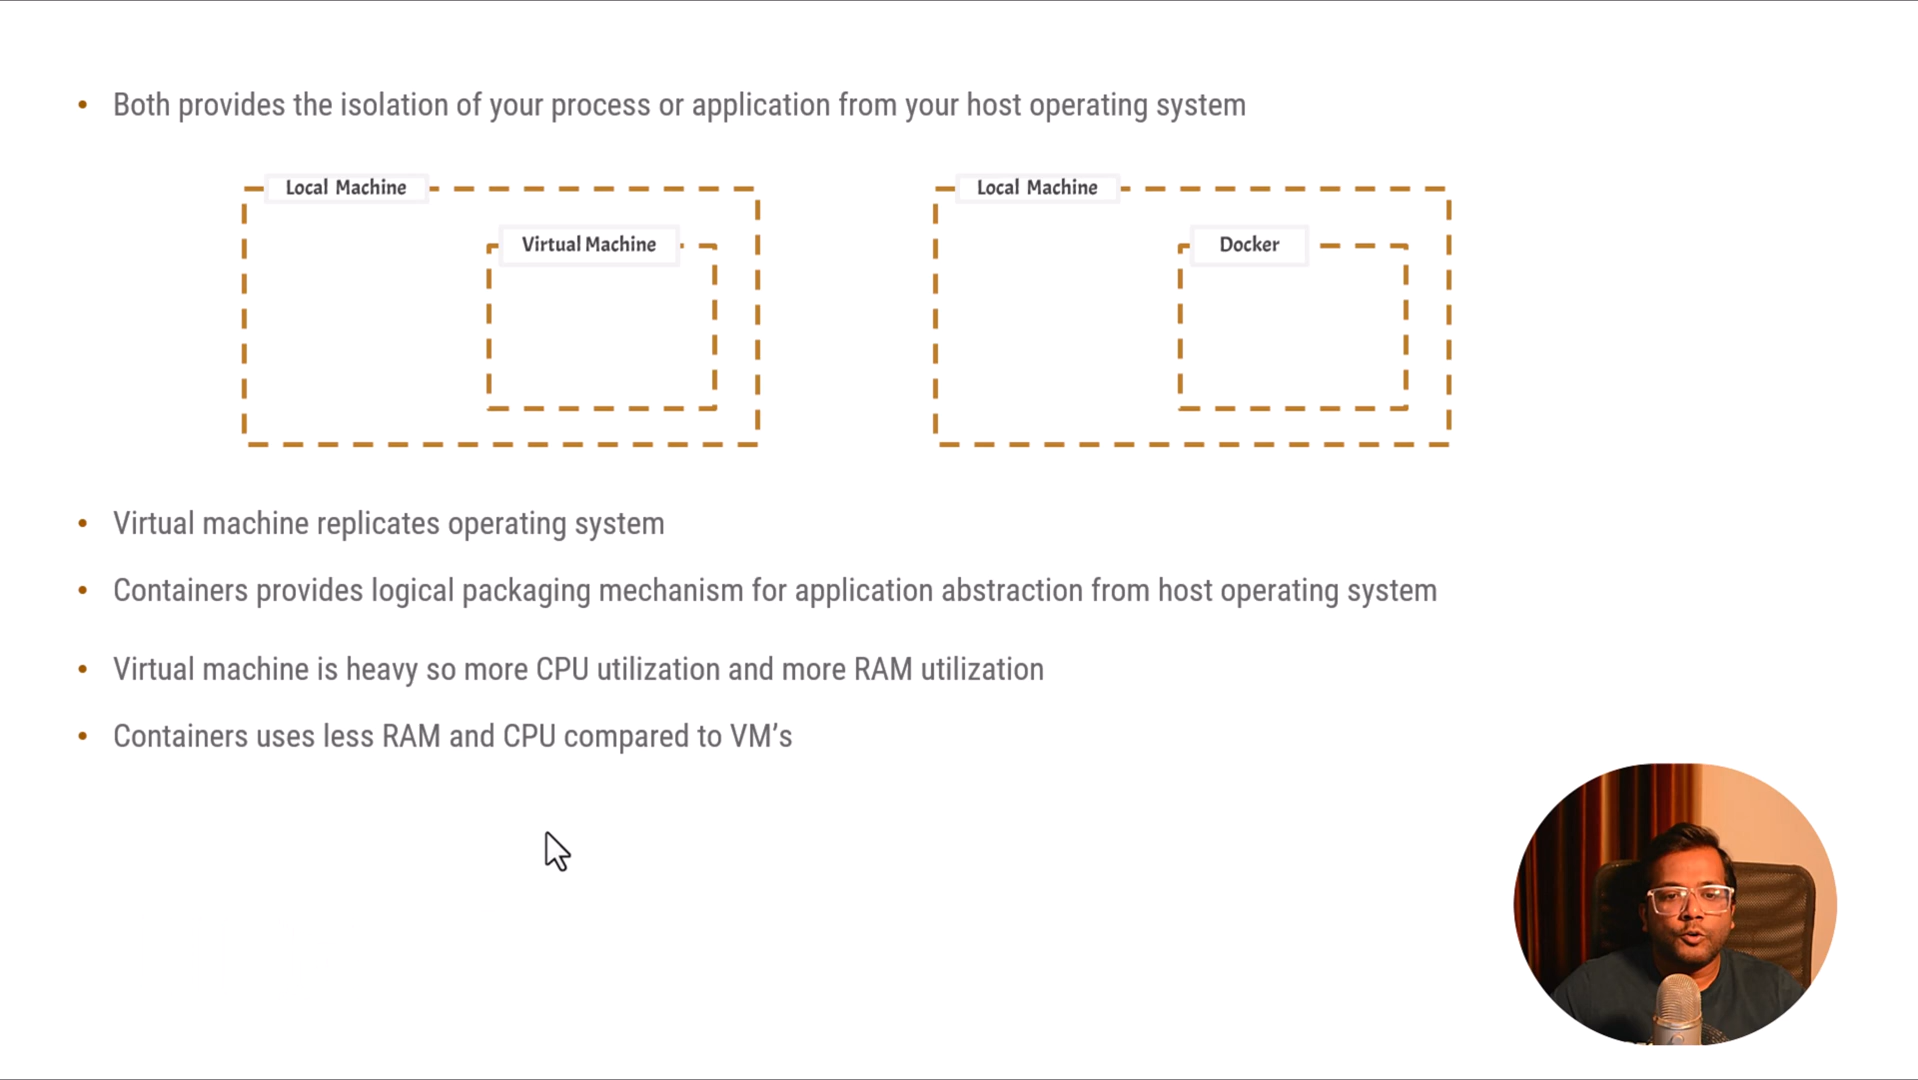 Both provides the isolation of your process or application from your host operating system
Local Machine
Local Machine
Virtual Machine
Docker
Virtual machine replicates operating system
Containers provides logical packaging mechanism for application abstraction from host operating system
Virtual machine is heavy so more CPU utilization and more RAM utilization
Containers uses less RAM and CPU compared to VM’s